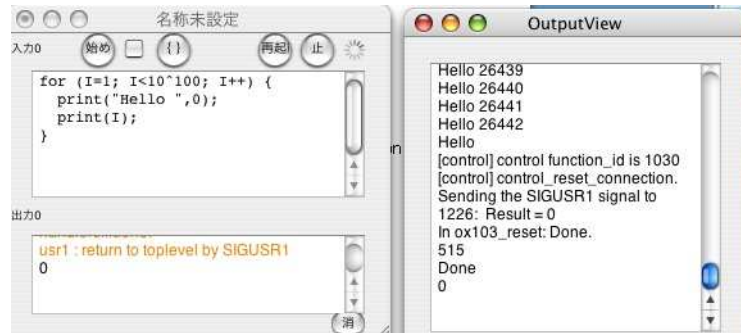 名称未設定
入力0
始め
{ }
再起
止
for (I=1; I<10^100; I++) {
print("Hello ",0);
print(I);
}
出力0
usr1 : return to toplevel by SIGUSR1
0
消
on
OutputView
Hello 26439
Hello 26440
Hello 26441
Hello 26442
Hello
[control] control function_id is 1030
[control] control_reset_connection.
Sending the SIGUSR1 signal to
1226: Result = 0
In ox103_reset: Done.
515
Done
0